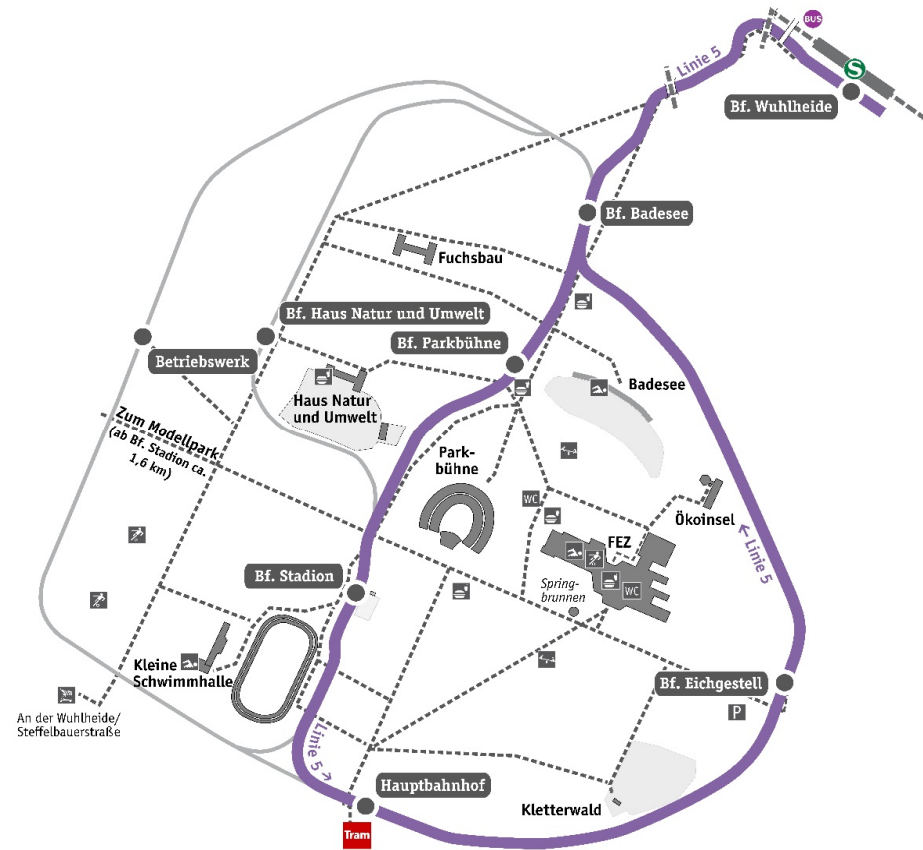 BUS
Linie 5
S
Bf. Wuhlheide
Bf. Badesee
Fuchsbau
Bf. Haus Natur und Umwelt
Bf. Parkbühne
Betriebswerk
Haus Natur
und Umwelt
Badesee
Zum Modellpark
(ab Bf. Stadion ca.
1,6 km)
Park-
bühne
WC
Ökoinsel
FEZ
← Linie 5
Bf. Stadion
Spring-
brunnen
WC
Kleine
Schwimmhalle
Bf. Eichgestell
P
An der Wuhlheide/
Steffelbauerstraße
Linie 5 →
Hauptbahnhof
Kletterwald
Tram